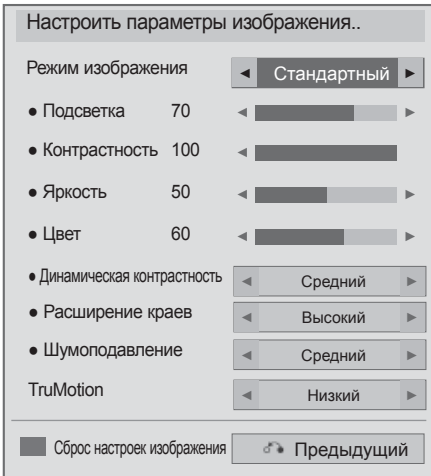 Настроить параметры изображения..
Режим изображения ◄ Стандартный ►
● Подсветка 70
● Контрастность 100
● Яркость 50
● Цвет 60
● Динамическая контрастность ◄ Средний ►
● Расширение краев ◄ Высокий ►
● Шумоподавление ◄ Средний ►
TruMotion ◄ Низкий ►
Сброс настроек изображения Предыдущий